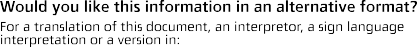 Would you like this information in an alternative format?
For a translation of this document, an interpretor, a sign language
interpretation or a version in: